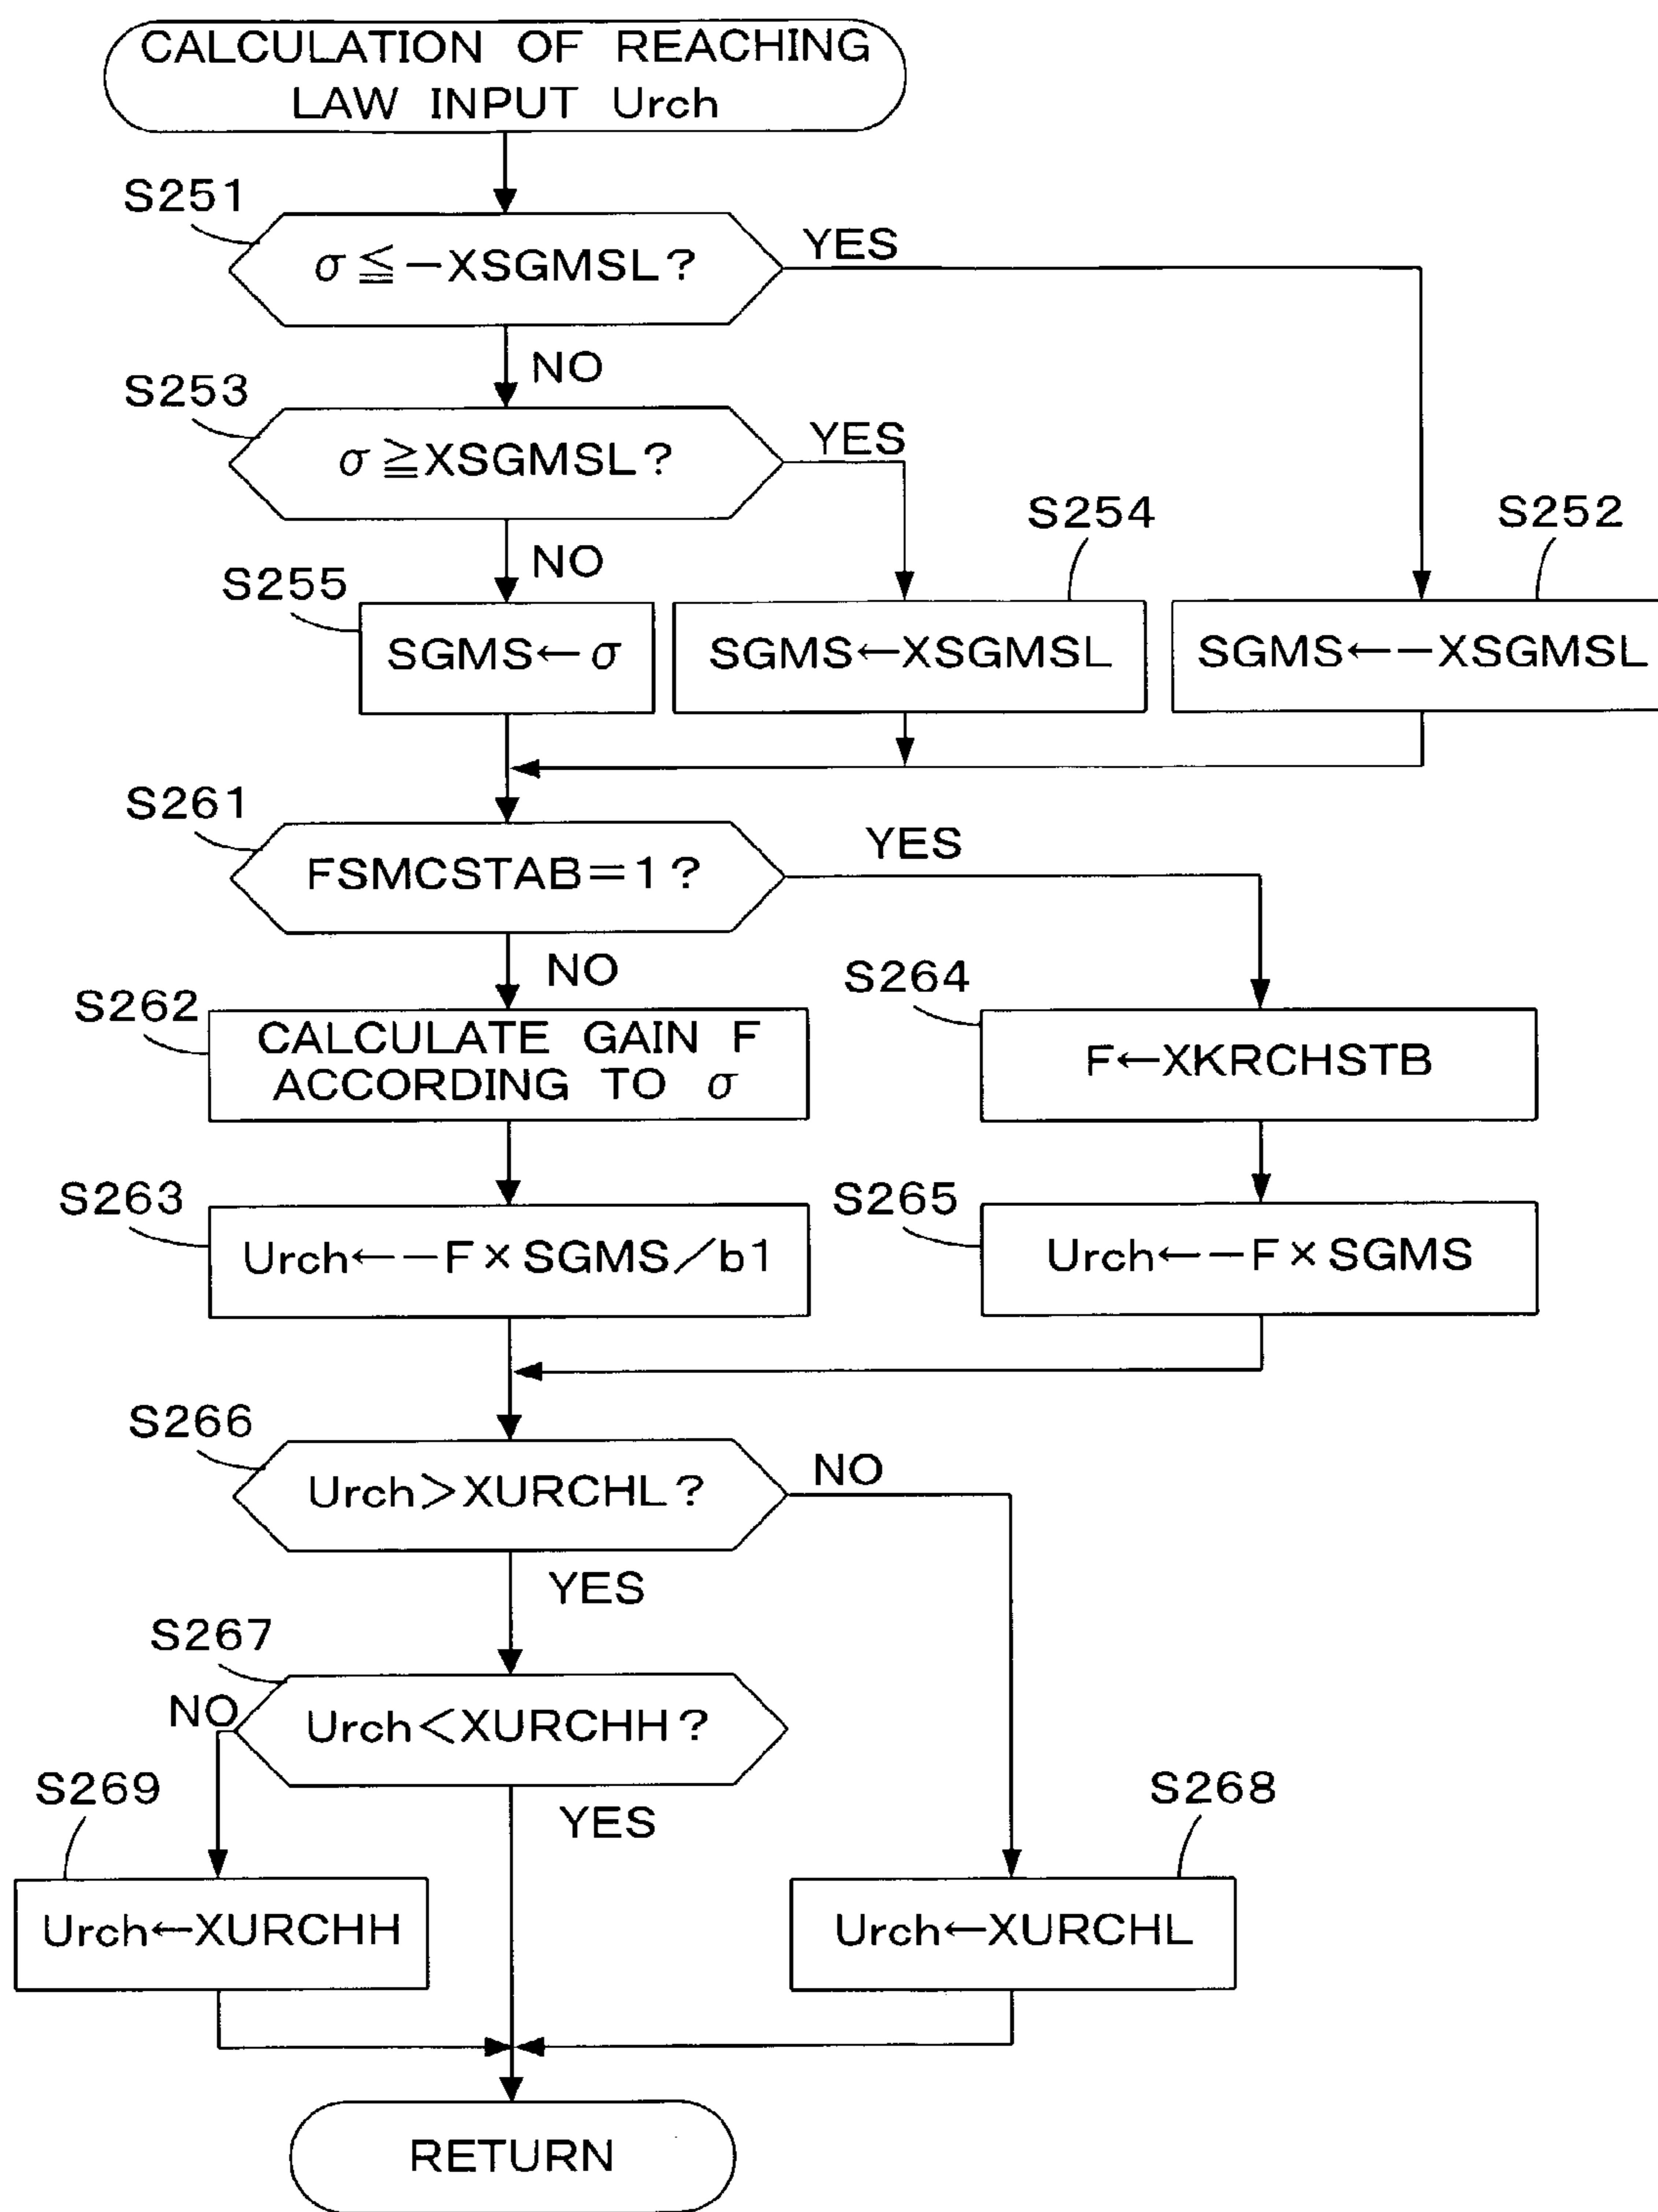 CALCULATION OF REACHING
LAW INPUT Urch
S251
σ≦−XSGMSL?
YES
NO
S253
σ≧XSGMSL?
YES
NO
S254
S252
S255
SGMS←σ
SGMS←XSGMSL
SGMS←−XSGMSL
S261
FSMCSTAB=1?
YES
NO
S262
CALCULATE GAIN F
ACCORDING TO σ
S264
F←XKRCHSTB
S263
Urch←−F×SGMS/b1
S265
Urch←−F×SGMS
S266
Urch>XURCHL?
NO
YES
S267
NO
Urch<XURCHH?
YES
S269
S268
Urch←XURCHH
Urch←XURCHL
RETURN